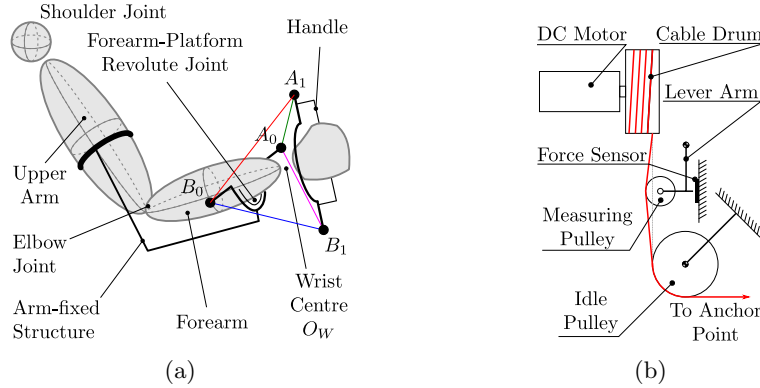 Shoulder Joint
Forearm-Platform
Revolute Joint
Handle
A1
A0
B0
B1
Upper
Arm
Elbow
Joint
Arm-fixed
Structure
Forearm
Wrist
Centre
OW
(a)
DC Motor
Cable Drum
Lever Arm
Force Sensor
Measuring
Pulley
Idle
Pulley
To Anchor
Point
(b)